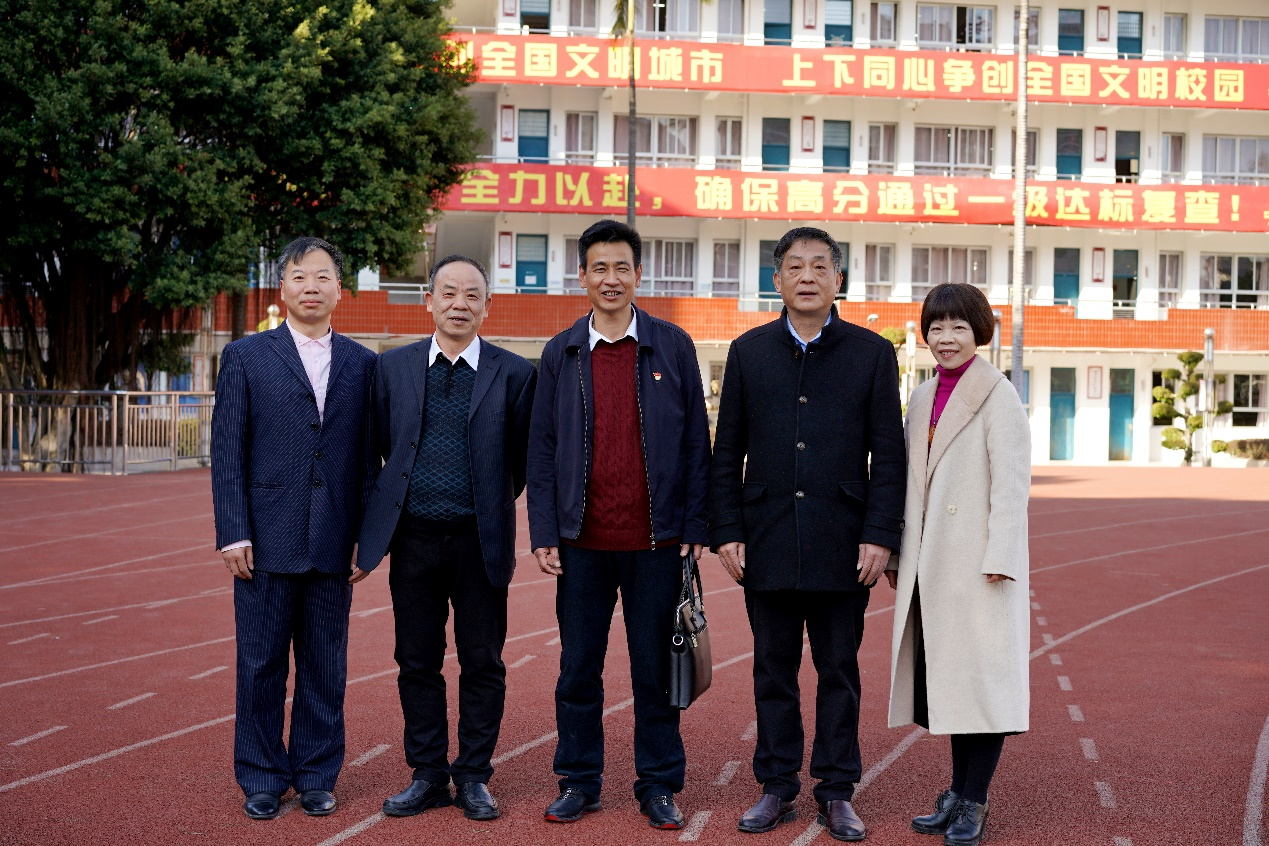 创全国文明城市 上下同心争创全国文明校园
全力以赴，确保高分通过一级达标复查！